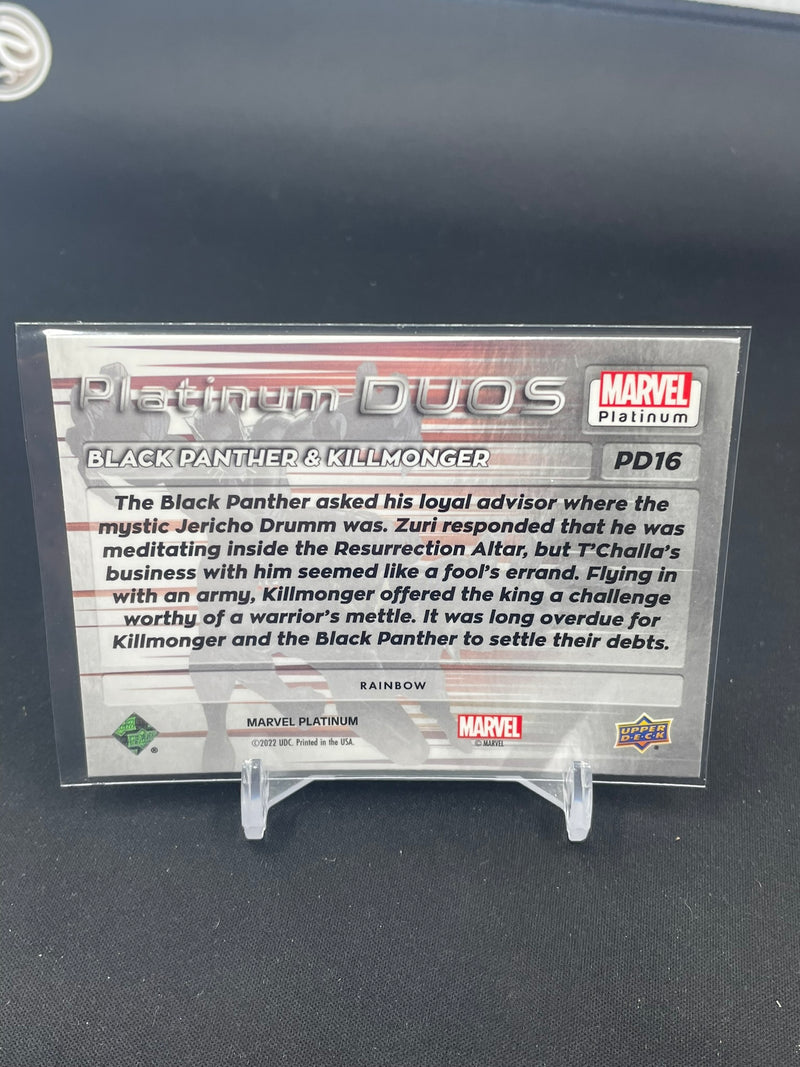 Platinum DUOS
MARVEL
Platinum
BLACK PANTHER & KILLMONGER
PD16
The Black Panther asked his loyal advisor where the
mystic Jericho Drumm was. Zuri responded that he was
meditating inside the Resurrection Altar, but T'Challa's
business with him seemed like a fool's errand. Flying in
with an army, Killmonger offered the king a challenge
worthy of a warrior's mettle. It was long overdue for
Killmonger and the Black Panther to settle their debts.
RAINBOW
®
MARVEL PLATINUM
©2022 UDC. Printed in the USA.
MARVEL
© MARVEL
UPPER
D·E·C·K
®